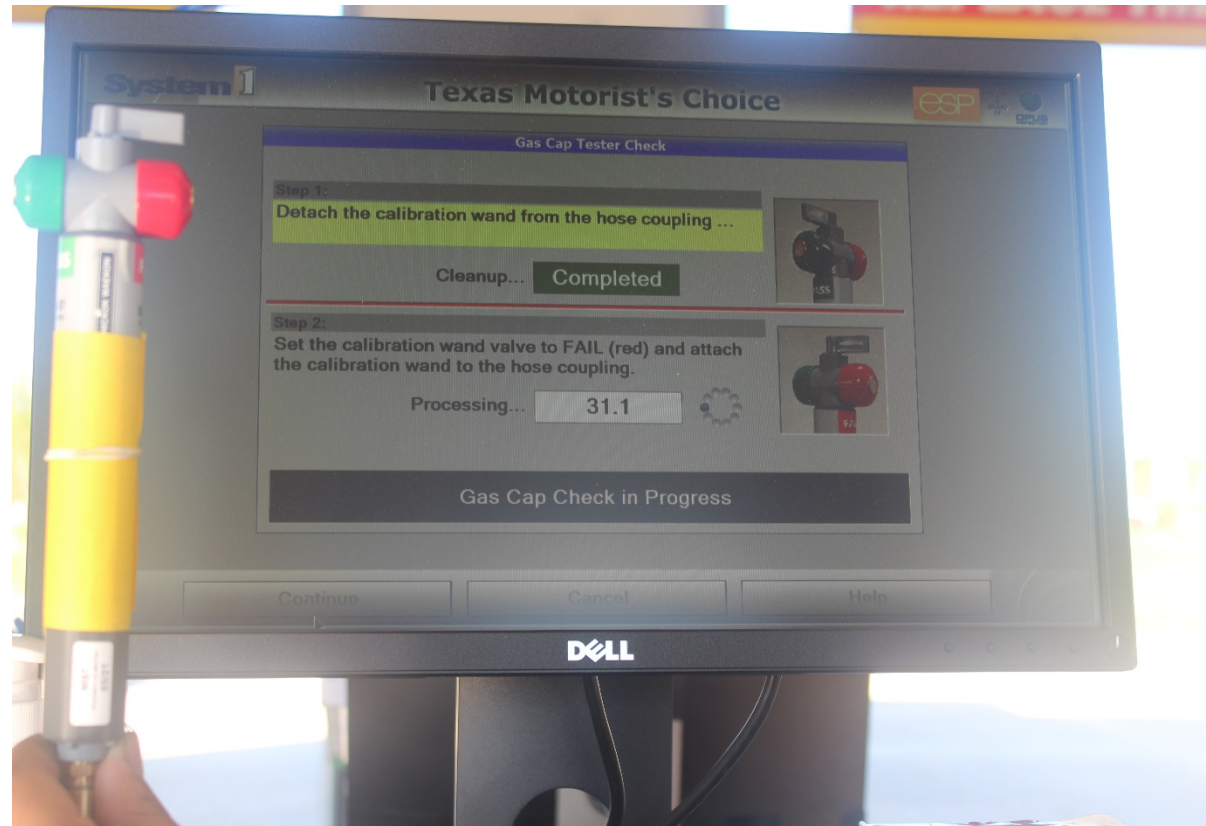 System 1
Texas Motorist's Choice
ESP
OPUS
Gas Cap Tester Check
Step 1:
Detach the calibration wand from the hose coupling ...
Cleanup... Completed
Step 2:
Set the calibration wand valve to FAIL (red) and attach
the calibration wand to the hose coupling.
Processing... 31.1
Gas Cap Check in Progress
Continue Cancel Help
DELL